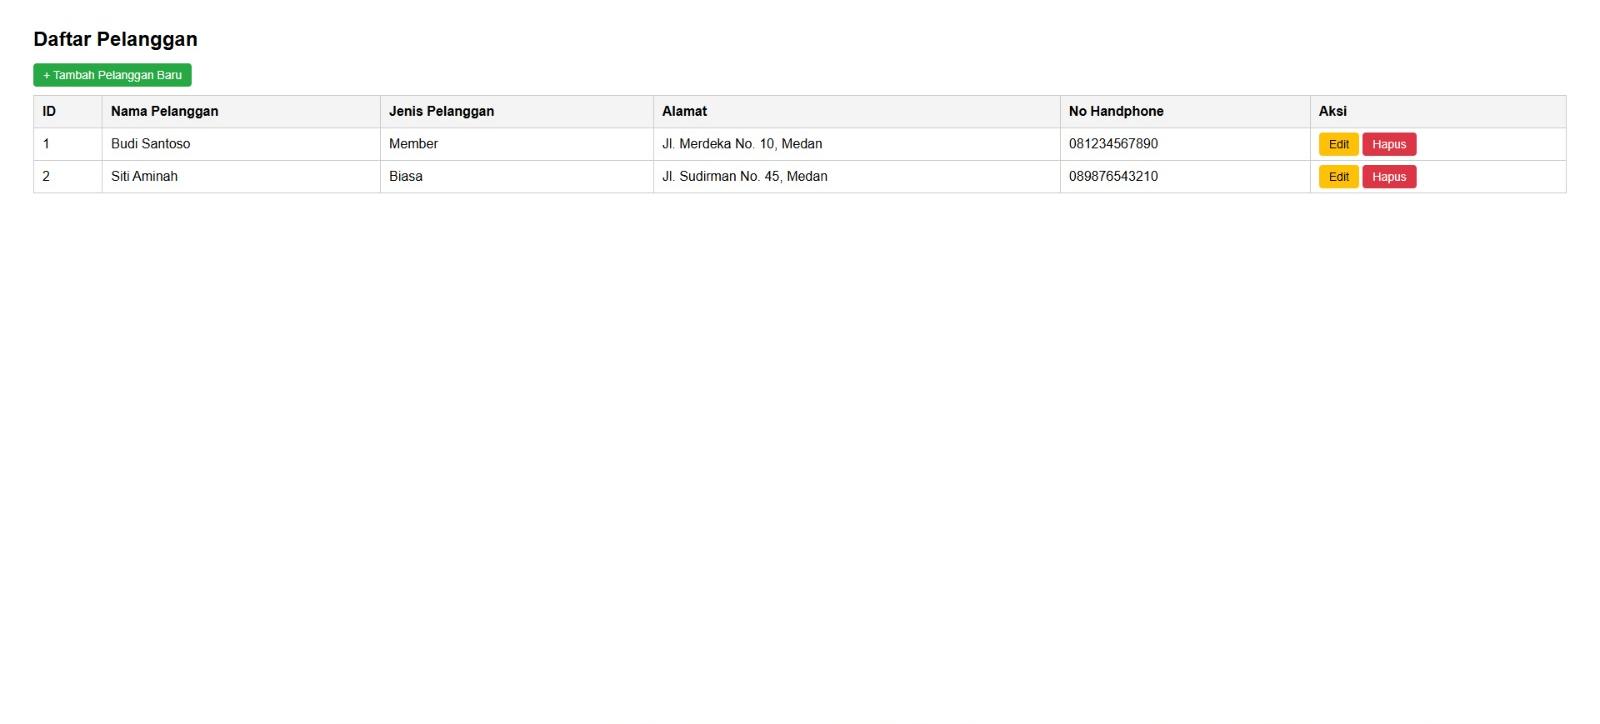 Daftar Pelanggan
+ Tambah Pelanggan Baru
ID Nama Pelanggan Jenis Pelanggan Alamat No Handphone Aksi
1 Budi Santoso Member Jl. Merdeka No. 10, Medan 081234567890 Edit Hapus
2 Siti Aminah Biasa Jl. Sudirman No. 45, Medan 089876543210 Edit Hapus